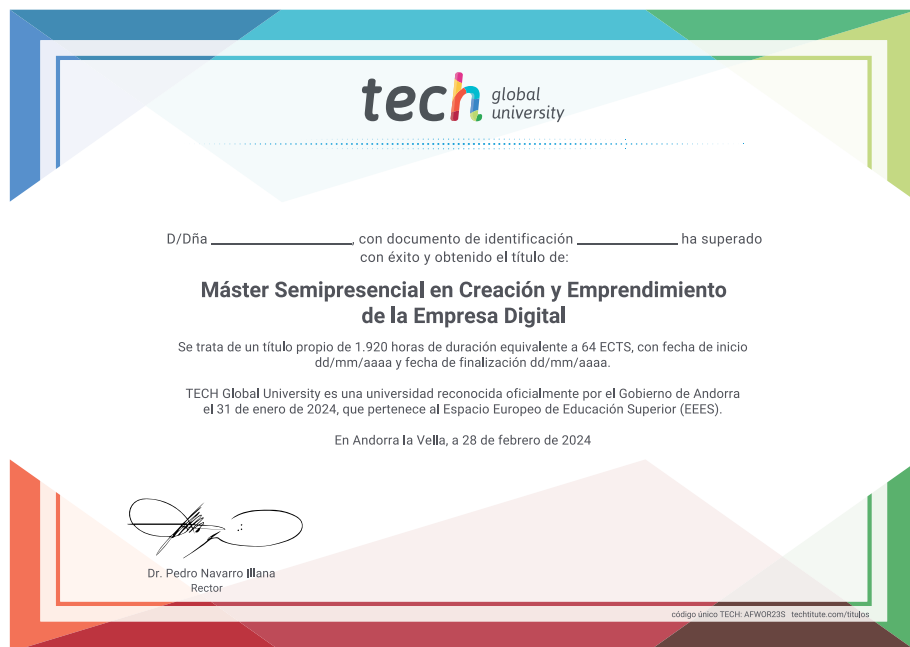 tech global
university
D/Dña ____________________, con documento de identificación ______________ ha superado
con éxito y obtenido el título de:
Máster Semipresencial en Creación y Emprendimiento
de la Empresa Digital
Se trata de un título propio de 1.920 horas de duración equivalente a 64 ECTS, con fecha de inicio
dd/mm/aaaa y fecha de finalización dd/mm/aaaa.
TECH Global University es una universidad reconocida oficialmente por el Gobierno de Andorra
el 31 de enero de 2024, que pertenece al Espacio Europeo de Educación Superior (EEES).
En Andorra la Vella, a 28 de febrero de 2024
Dr. Pedro Navarro Illana
Rector
código único TECH: AFWOR23S techtitute.com/titulos